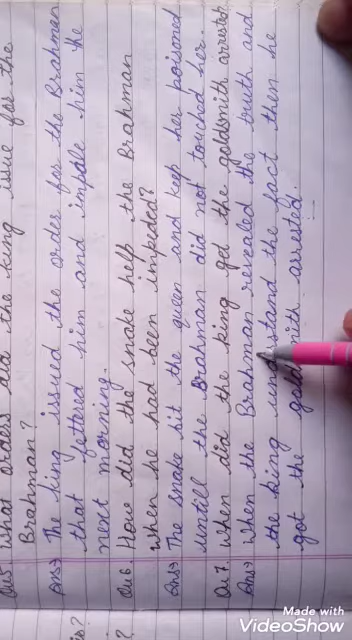 Qu5 What orders did the king issue for the
Brahman?
Ans→ The king issued the order for the Brahman
that fettered him and impale him the
next morning.
Qu6 How did the snake help the Brahman
when he had been impeded?
Ans→ The snake bit the queen and keep her poisoned
untill the Brahman did not touched her.
Qu7. When did the king get the goldsmith arrested
Ans→ When the Brahman revealed the truth and
the king understand the fact then he
got the goldsmith arrested.
?
?
Made with
VideoShow